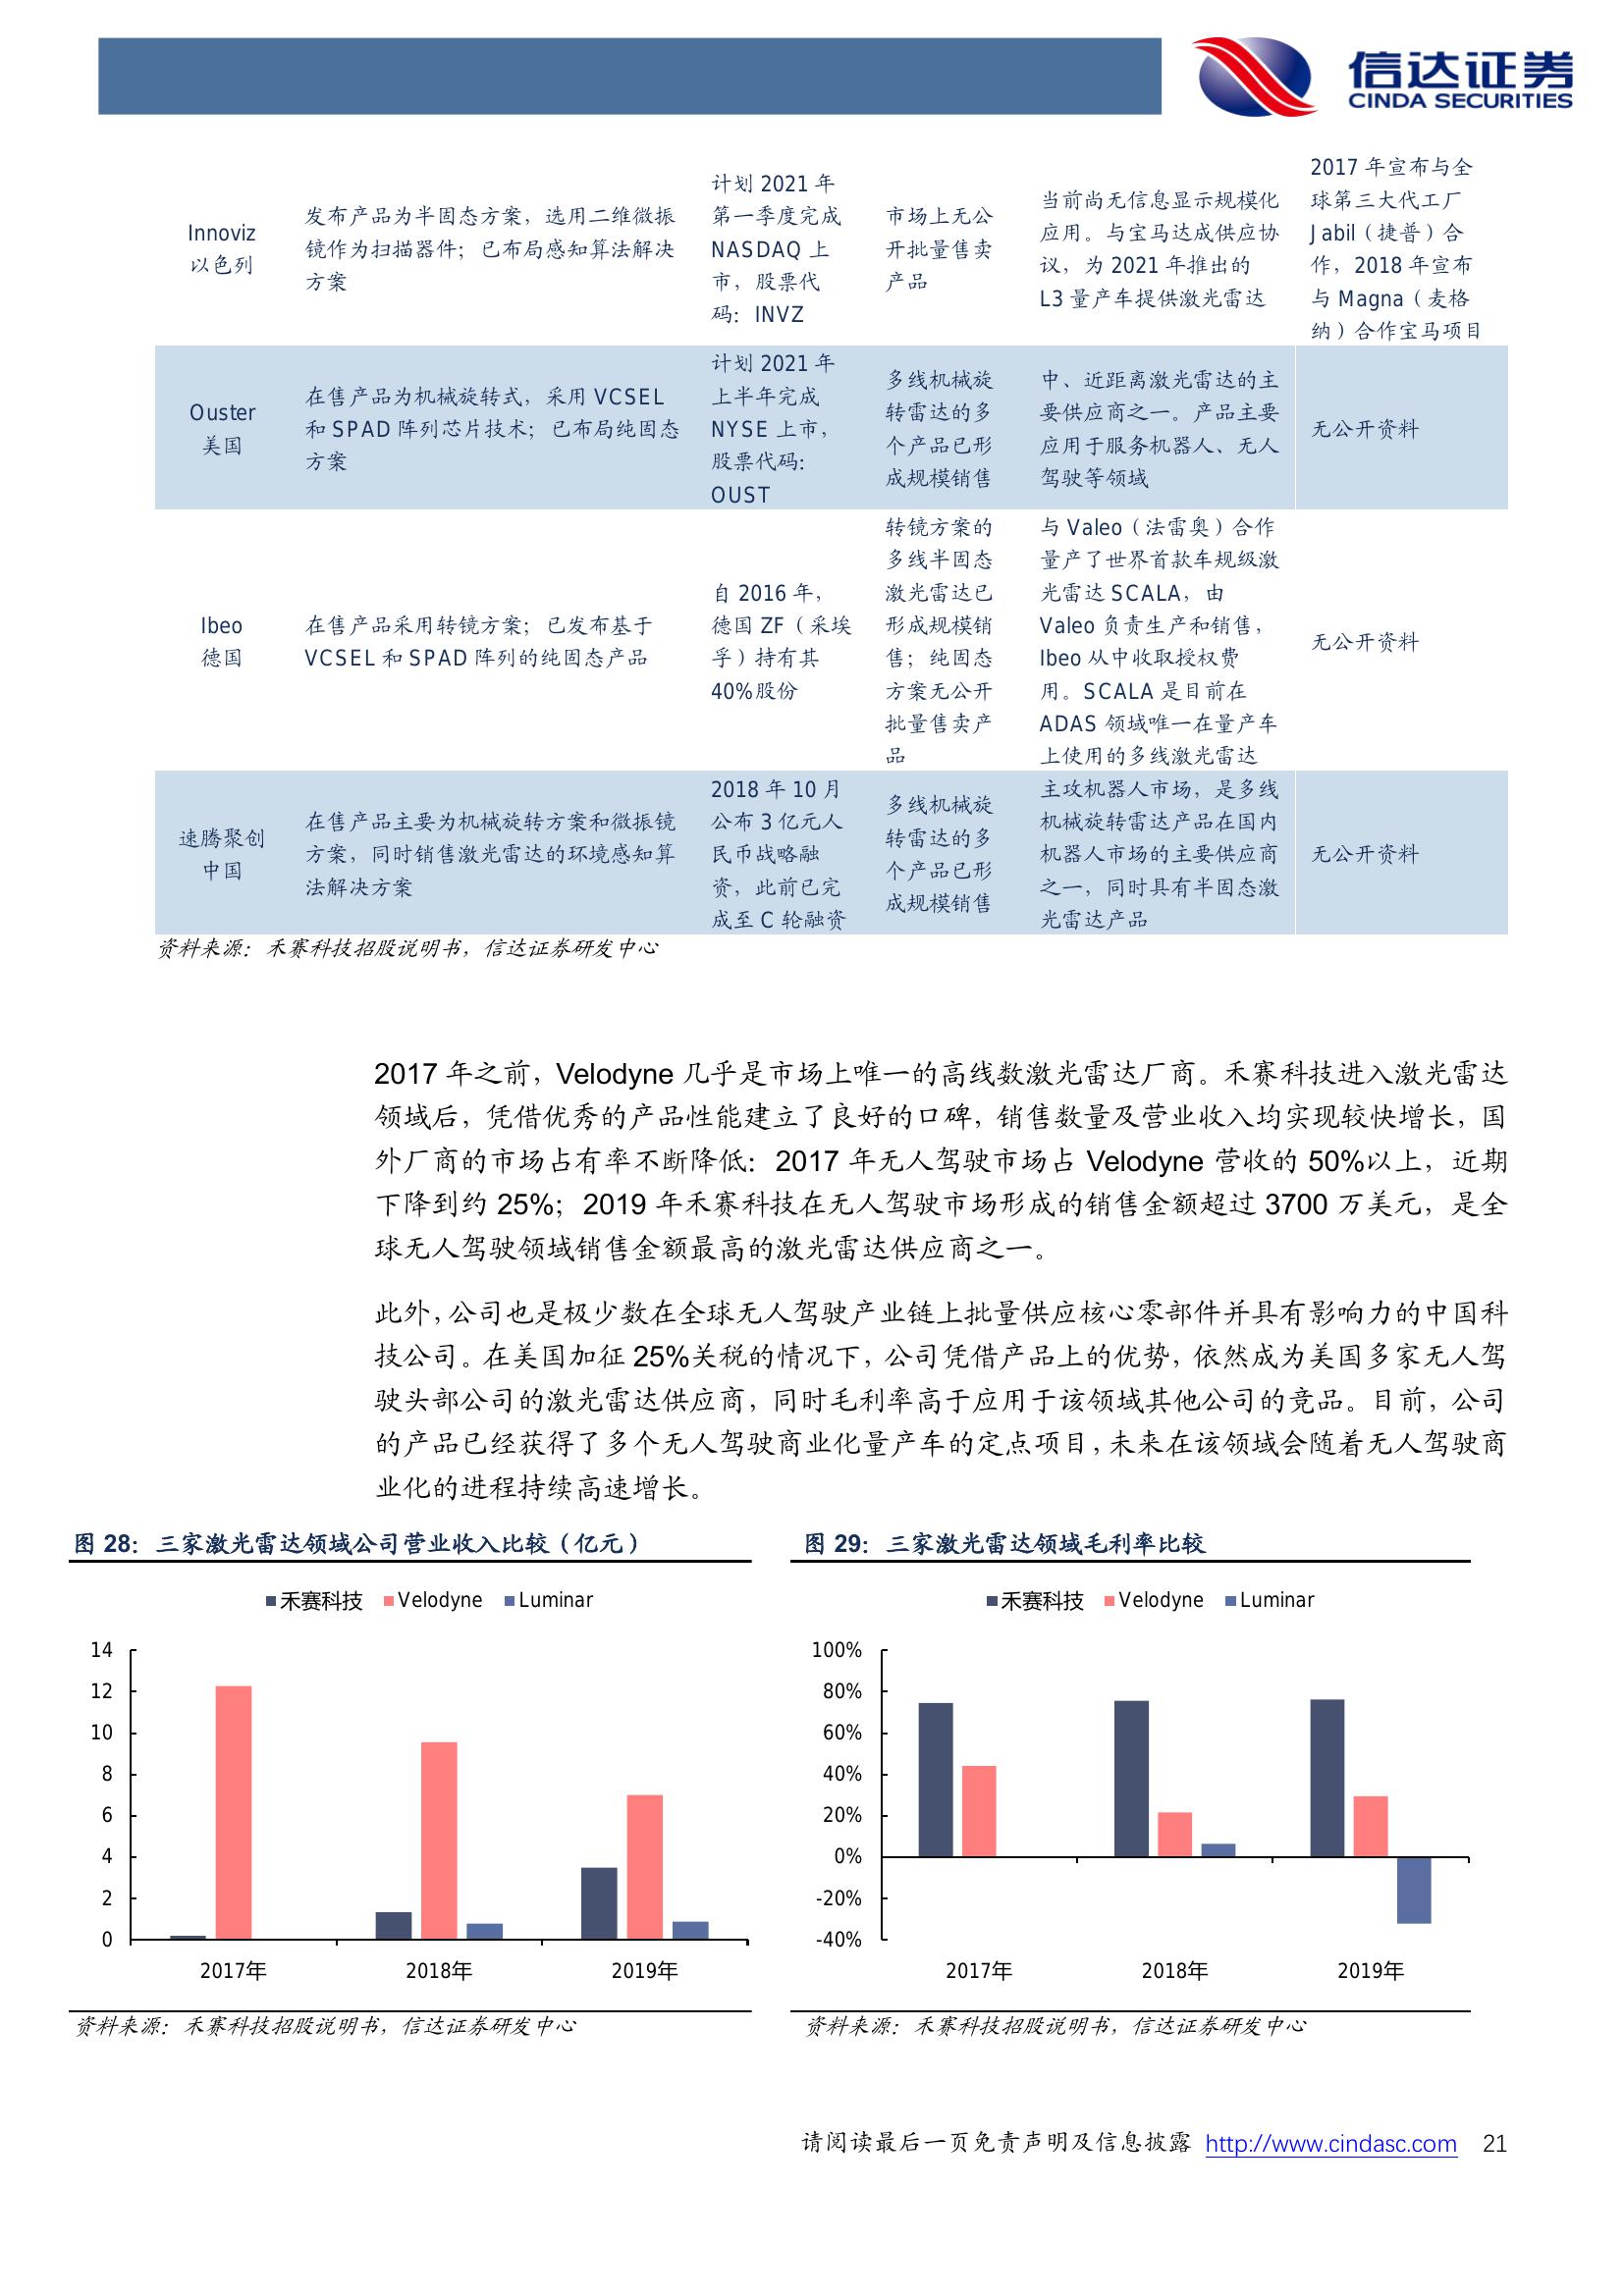 信达证券
CINDA SECURITIES
Innoviz
以色列
发布产品为半固态方案，选用二维微振
镜作为扫描器件；已布局感知算法解决
方案
计划 2021 年
第一季度完成
NASDAQ 上
市，股票代
码：INVZ
市场上无公
开批量售卖
产品
当前尚无信息显示规模化
应用。与宝马达成供应协
议，为 2021 年推出的
L3 量产车提供激光雷达
2017 年宣布与全
球第三大代工厂
Jabil（捷普）合
作，2018 年宣布
与 Magna（麦格
纳）合作宝马项目
Ouster
美国
在售产品为机械旋转式，采用 VCSEL
和 SPAD 阵列芯片技术；已布局纯固态
方案
计划 2021 年
上半年完成
NYSE 上市，
股票代码：
OUST
多线机械旋
转雷达的多
个产品已形
成规模销售
中、近距离激光雷达的主
要供应商之一。产品主要
应用于服务机器人、无人
驾驶等领域
无公开资料
Ibeo
德国
在售产品采用转镜方案；已发布基于
VCSEL 和 SPAD 阵列的纯固态产品
自 2016 年，
德国 ZF（采埃
孚）持有其
40%股份
转镜方案的
多线半固态
激光雷达已
形成规模销
售；纯固态
方案无公开
批量售卖产
品
与 Valeo（法雷奥）合作
量产了世界首款车规级激
光雷达 SCALA，由
Valeo 负责生产和销售，
Ibeo 从中收取授权费
用。SCALA 是目前在
ADAS 领域唯一在量产车
上使用的多线激光雷达
无公开资料
速腾聚创
中国
在售产品主要为机械旋转方案和微振镜
方案，同时销售激光雷达的环境感知算
法解决方案
2018 年 10 月
公布 3 亿元人
民币战略融
资，此前已完
成至 C 轮融资
多线机械旋
转雷达的多
个产品已形
成规模销售
主攻机器人市场，是多线
机械旋转雷达产品在国内
机器人市场的主要供应商
之一，同时具有半固态激
光雷达产品
无公开资料
资料来源：禾赛科技招股说明书，信达证券研发中心
2017 年之前，Velodyne 几乎是市场上唯一的高线数激光雷达厂商。禾赛科技进入激光雷达
领域后，凭借优秀的产品性能建立了良好的口碑，销售数量及营业收入均实现较快增长，国
外厂商的市场占有率不断降低：2017 年无人驾驶市场占 Velodyne 营收的 50%以上，近期
下降到约 25%；2019 年禾赛科技在无人驾驶市场形成的销售金额超过 3700 万美元，是全
球无人驾驶领域销售金额最高的激光雷达供应商之一。
此外，公司也是极少数在全球无人驾驶产业链上批量供应核心零部件并具有影响力的中国科
技公司。在美国加征 25%关税的情况下，公司凭借产品上的优势，依然成为美国多家无人驾
驶头部公司的激光雷达供应商，同时毛利率高于应用于该领域其他公司的竞品。目前，公司
的产品已经获得了多个无人驾驶商业化量产车的定点项目，未来在该领域会随着无人驾驶商
业化的进程持续高速增长。
图 28：三家激光雷达领域公司营业收入比较（亿元）
禾赛科技 Velodyne Luminar
14
12
10
8
6
4
2
0
2017年 2018年 2019年
资料来源：禾赛科技招股说明书，信达证券研发中心
图 29：三家激光雷达领域毛利率比较
禾赛科技 Velodyne Luminar
100%
80%
60%
40%
20%
0%
-20%
-40%
2017年 2018年 2019年
资料来源：禾赛科技招股说明书，信达证券研发中心
请阅读最后一页免责声明及信息披露 http://www.cindasc.com 21